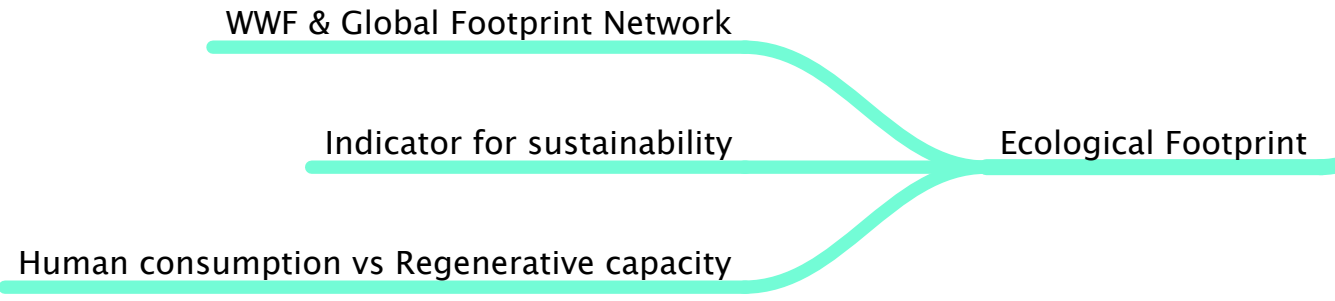 WWF & Global Footprint Network
Indicator for sustainability
Ecological Footprint
Human consumption vs Regenerative capacity